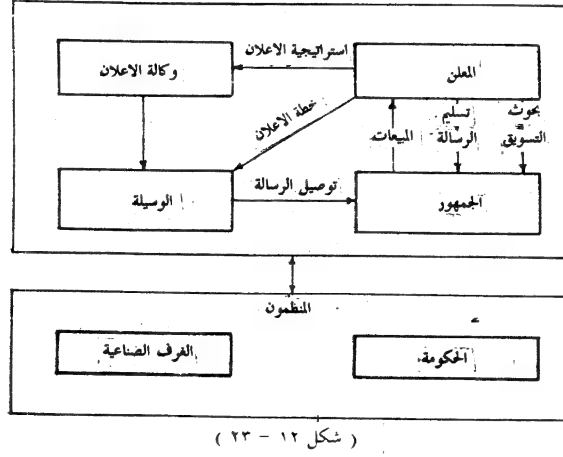 المعلن
استراتيجية الاعلان
وكالة الاعلان
بحوث
التسويق
تسليم
الرسالة
المبيعات
خطة الاعلان
الجمهور
توصيل الرسالة
الوسيلة
المنظمون
الحكومة
الغرف الصناعية
( شكل ١٢ - ٢٣ )